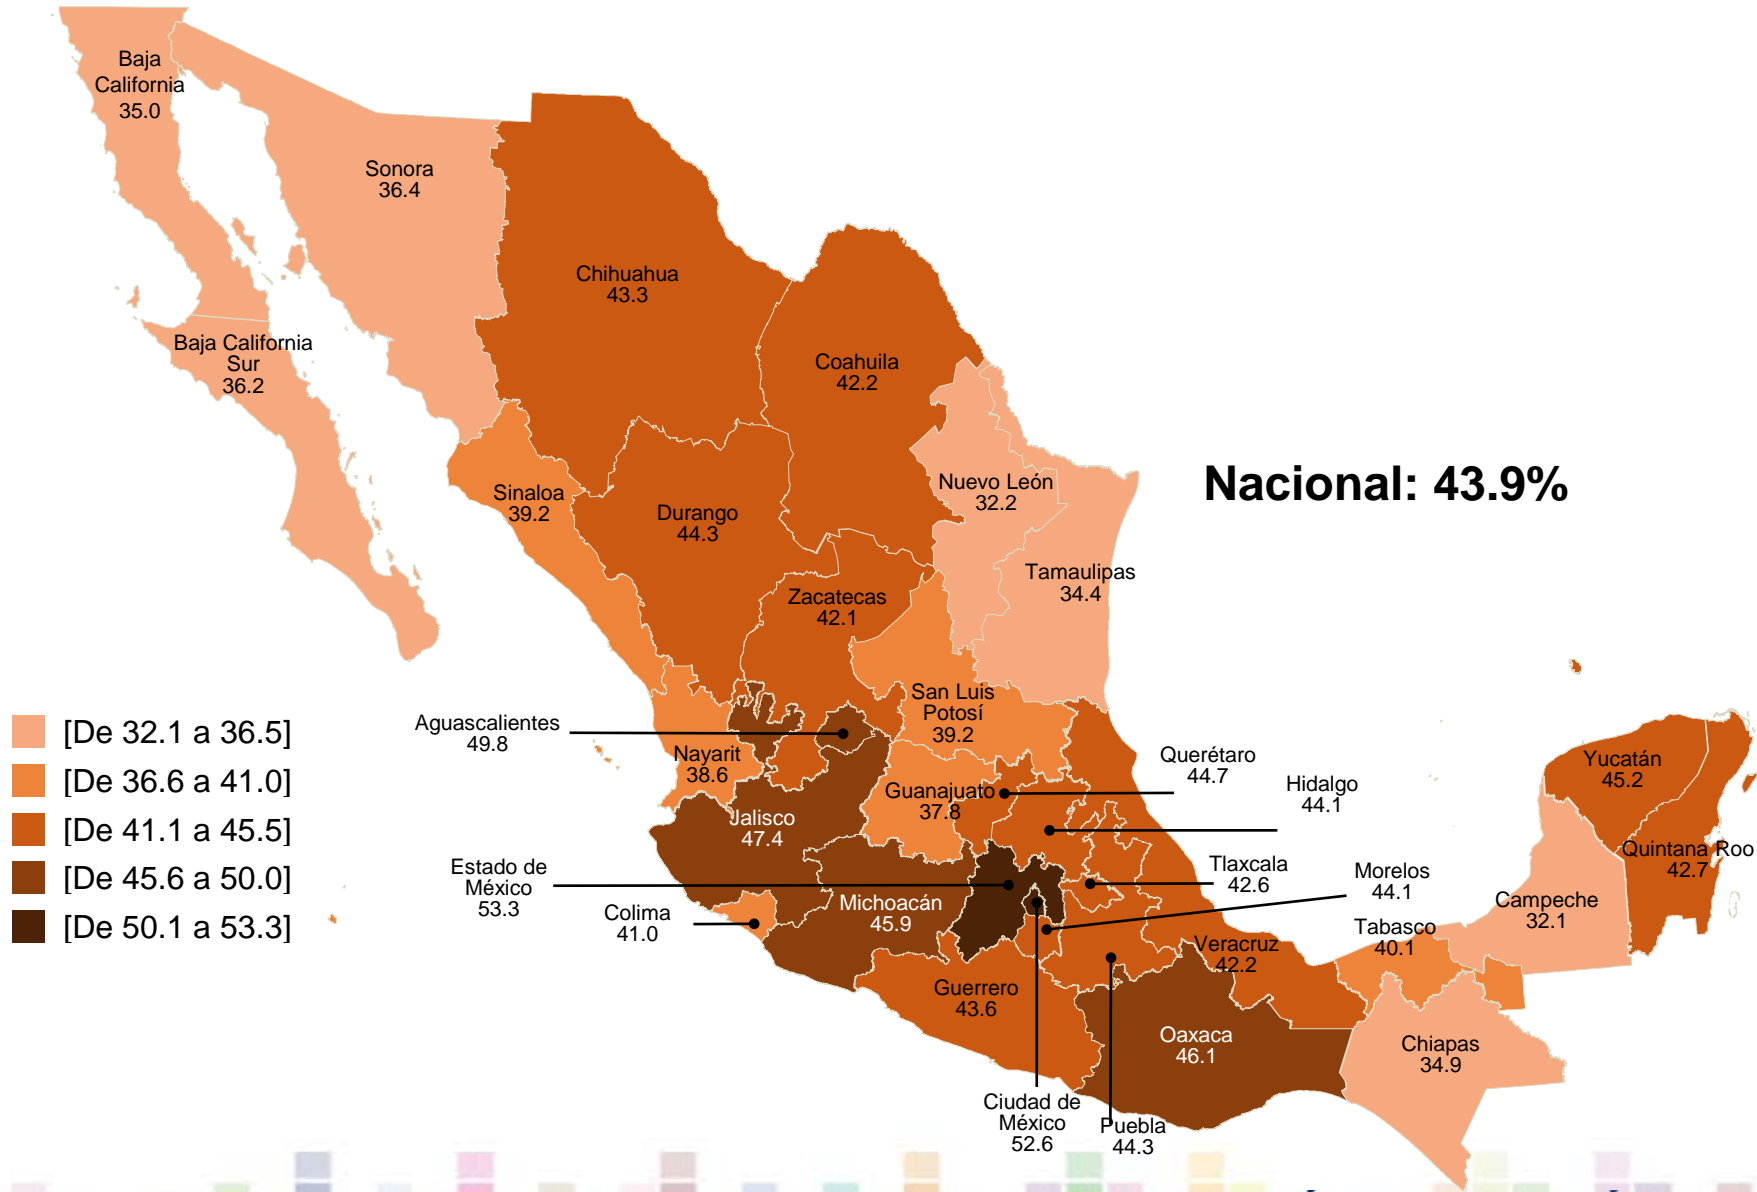 Baja
California
35.0
Sonora
36.4
Chihuahua
43.3
Baja California
Sur
36.2
Coahuila
42.2
Nuevo León
32.2
Nacional: 43.9%
Sinaloa
39.2
Durango
44.3
Tamaulipas
34.4
Zacatecas
42.1
San Luis
Potosí
39.2
Aguascalientes
49.8
Nayarit
38.6
Guanajuato
37.8
Querétaro
44.7
Hidalgo
44.1
Yucatán
45.2
Jalisco
47.4
Quintana Roo
42.7
Estado de
México
53.3
Tlaxcala
42.6
Morelos
44.1
Colima
41.0
Michoacán
45.9
Campeche
32.1
Tabasco
40.1
Veracruz
42.2
Guerrero
43.6
Oaxaca
46.1
Chiapas
34.9
Ciudad de
México
52.6
Puebla
44.3
[De 32.1 a 36.5]
[De 36.6 a 41.0]
[De 41.1 a 45.5]
[De 45.6 a 50.0]
[De 50.1 a 53.3]